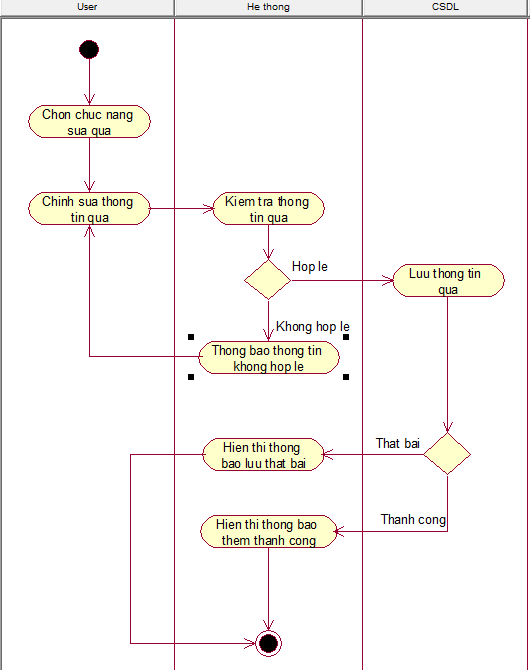 User
He thong
CSDL
Chon chuc nang
sua qua
Chinh sua thong
tin qua
Kiem tra thong
tin qua
Hop le
Luu thong tin
qua
Khong hop le
Thong bao thong tin
khong hop le
That bai
Hien thi thong
bao luu that bai
Thanh cong
Hien thi thong bao
them thanh cong